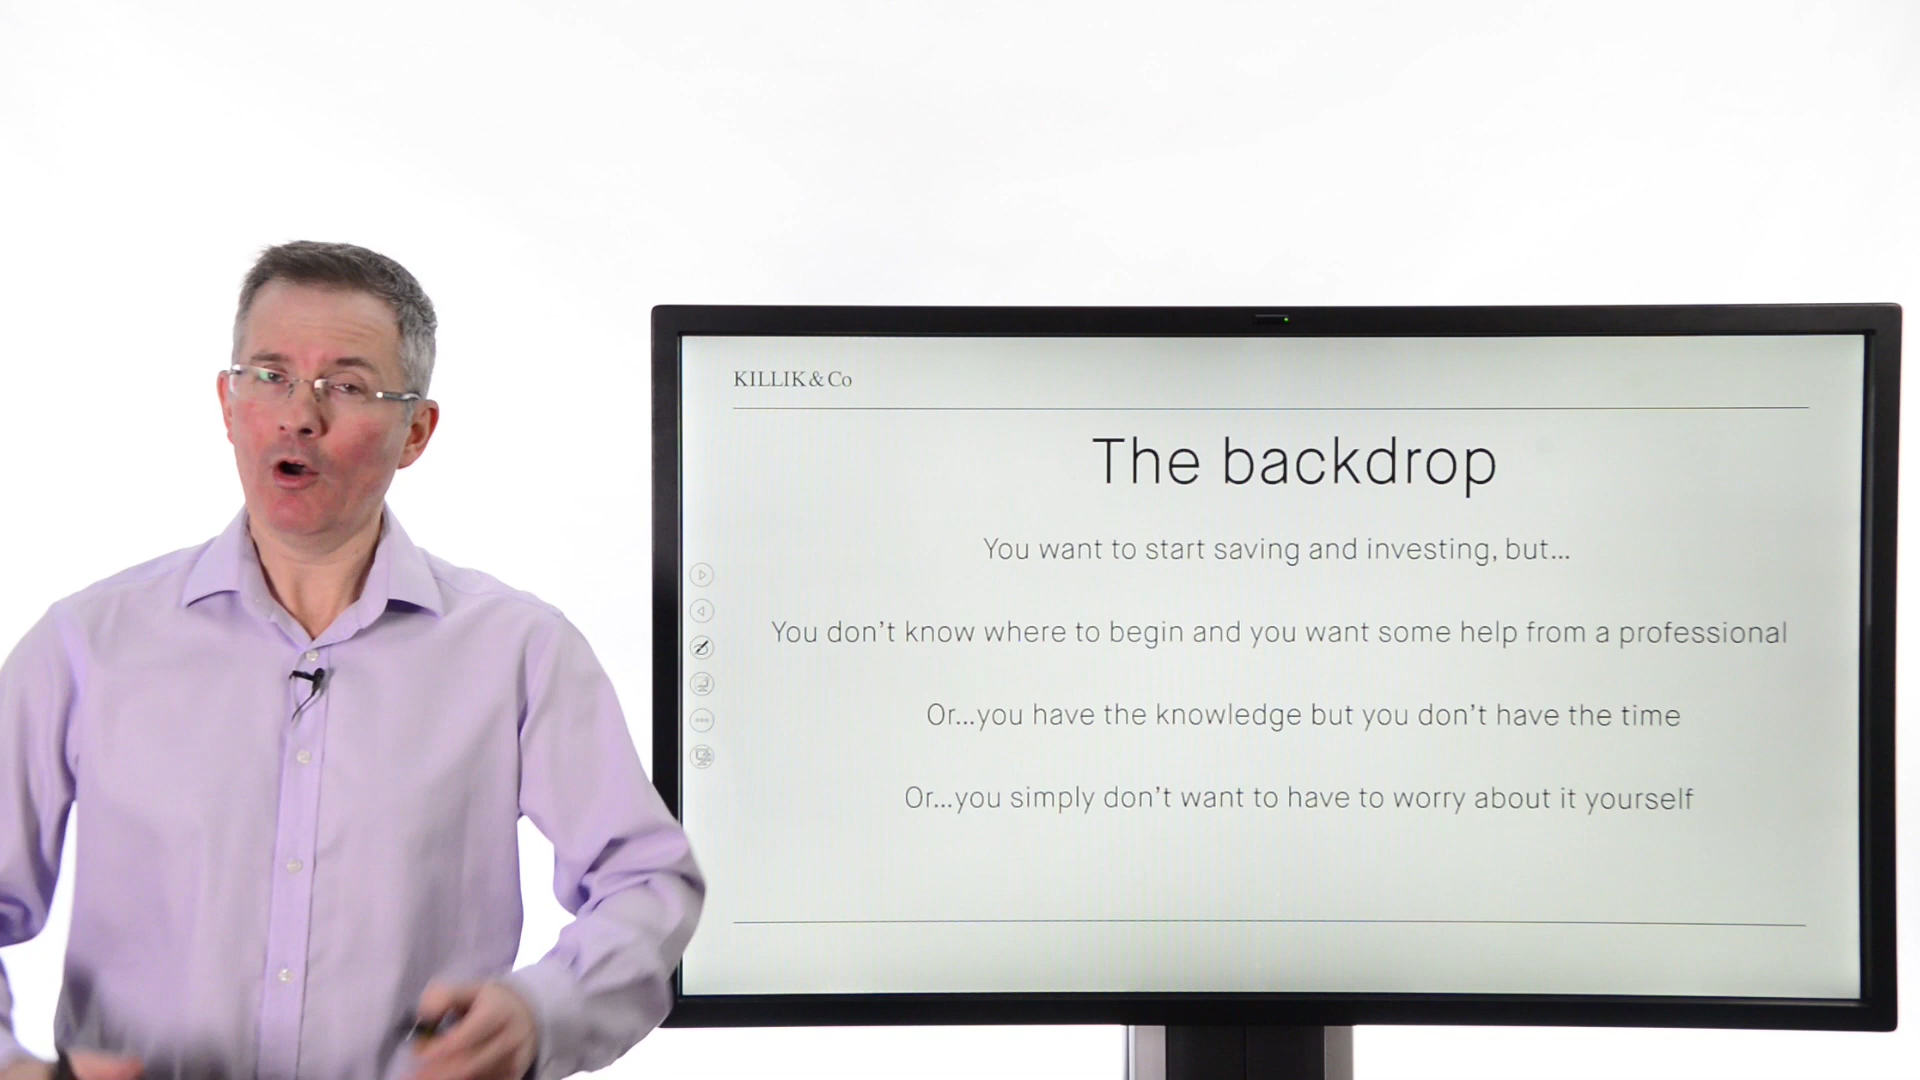 KILLIK & Co
The backdrop
You want to start saving and investing, but...
You don't know where to begin and you want some help from a professional
Or...you have the knowledge but you don't have the time
Or...you simply don't want to have to worry about it yourself